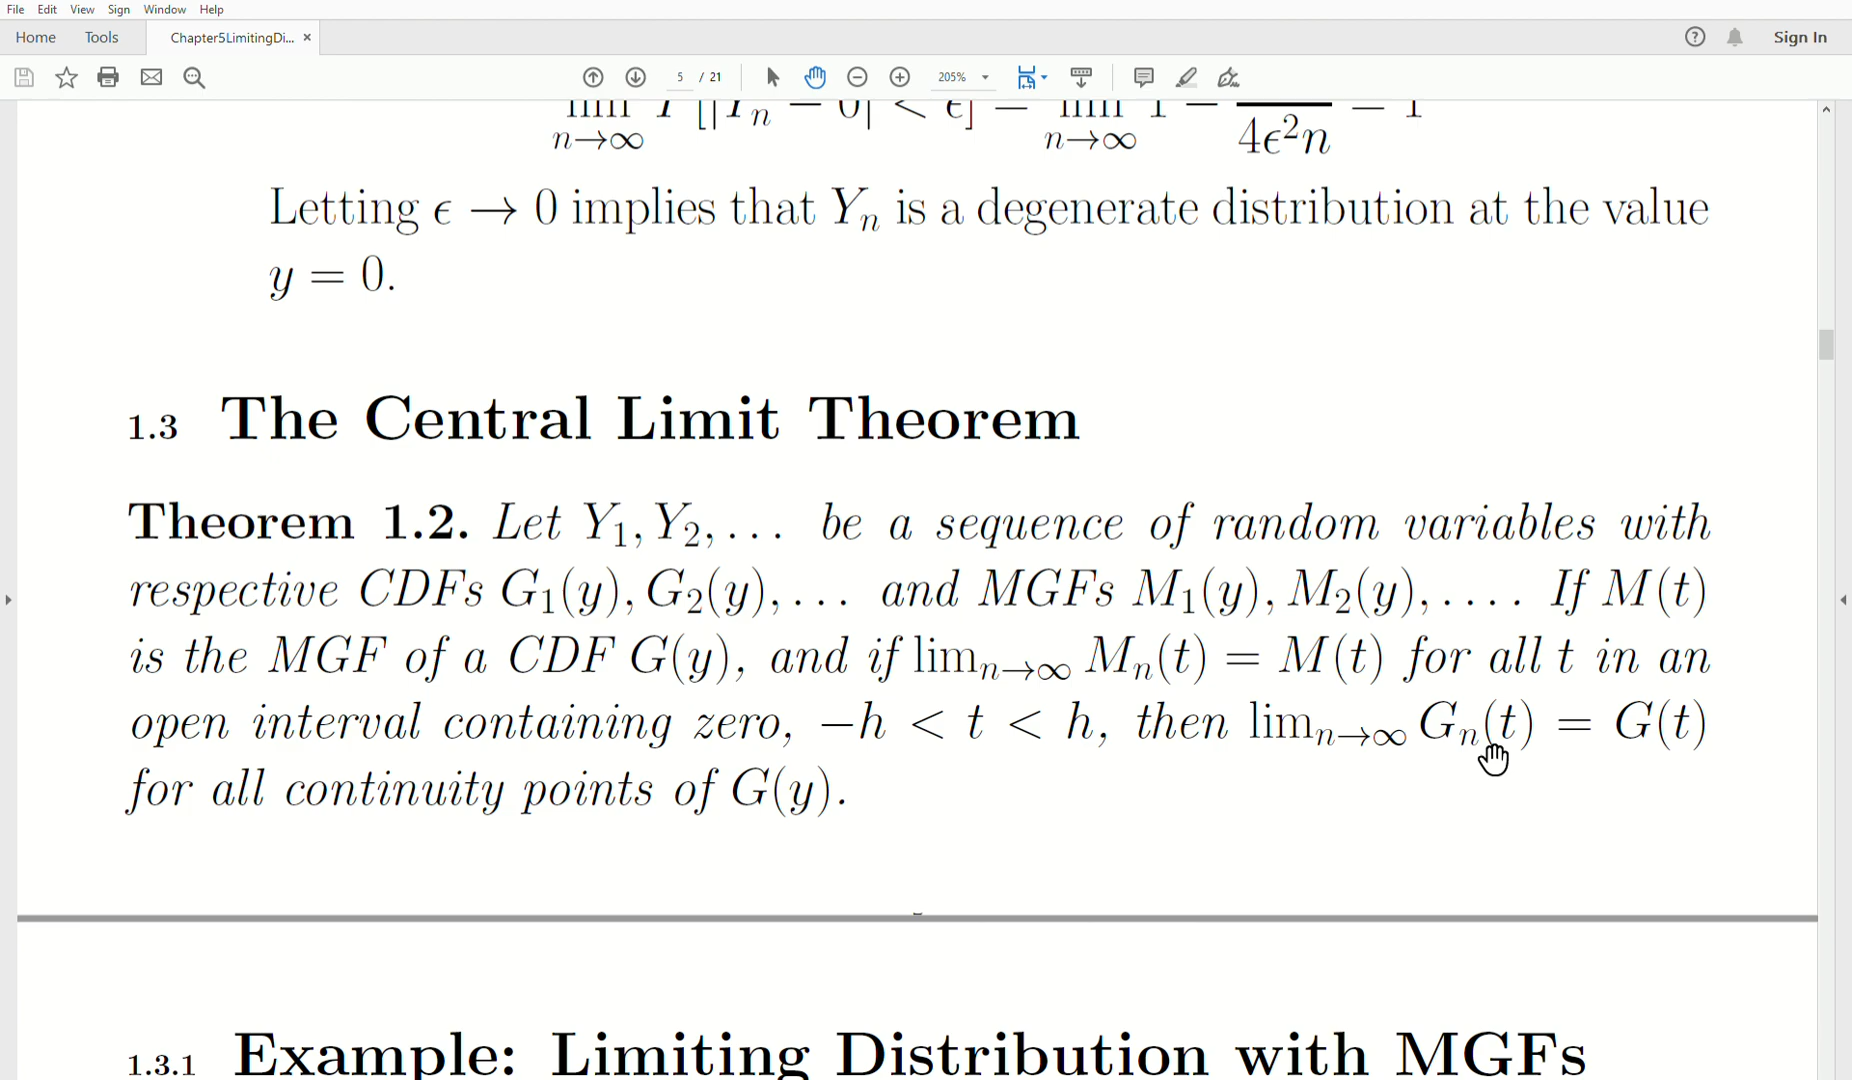 File Edit View Sign Window Help
Home Tools Chapter5LimitingDi... × Sign In
5 / 21 205%
n→∞ n→∞ 4ϵ²n
Letting ϵ → 0 implies that Yₙ is a degenerate distribution at the value
y = 0.
1.3 The Central Limit Theorem
Theorem 1.2. Let Y₁, Y₂, . . . be a sequence of random variables with
respective CDFs G₁(y), G₂(y), . . . and MGFs M₁(y), M₂(y), . . . . If M(t)
is the MGF of a CDF G(y), and if limₙ→∞ Mₙ(t) = M(t) for all t in an
open interval containing zero, −h < t < h, then limₙ→∞ Gₙ(t) = G(t)
for all continuity points of G(y).
1.3.1 Example: Limiting Distribution with MGFs